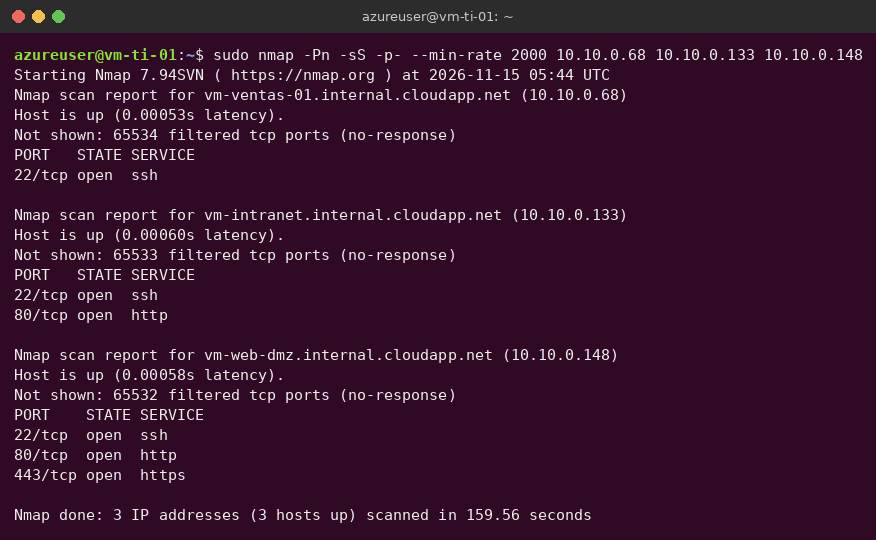 azureuser@vm-ti-01: ~
azureuser@vm-ti-01:~$ sudo nmap -Pn -sS -p- --min-rate 2000 10.10.0.68 10.10.0.133 10.10.0.148
Starting Nmap 7.94SVN ( https://nmap.org ) at 2026-11-15 05:44 UTC
Nmap scan report for vm-ventas-01.internal.cloudapp.net (10.10.0.68)
Host is up (0.00053s latency).
Not shown: 65534 filtered tcp ports (no-response)
PORT   STATE SERVICE
22/tcp open  ssh

Nmap scan report for vm-intranet.internal.cloudapp.net (10.10.0.133)
Host is up (0.00060s latency).
Not shown: 65533 filtered tcp ports (no-response)
PORT   STATE SERVICE
22/tcp open  ssh
80/tcp open  http

Nmap scan report for vm-web-dmz.internal.cloudapp.net (10.10.0.148)
Host is up (0.00058s latency).
Not shown: 65532 filtered tcp ports (no-response)
PORT    STATE SERVICE
22/tcp  open  ssh
80/tcp  open  http
443/tcp open  https

Nmap done: 3 IP addresses (3 hosts up) scanned in 159.56 seconds